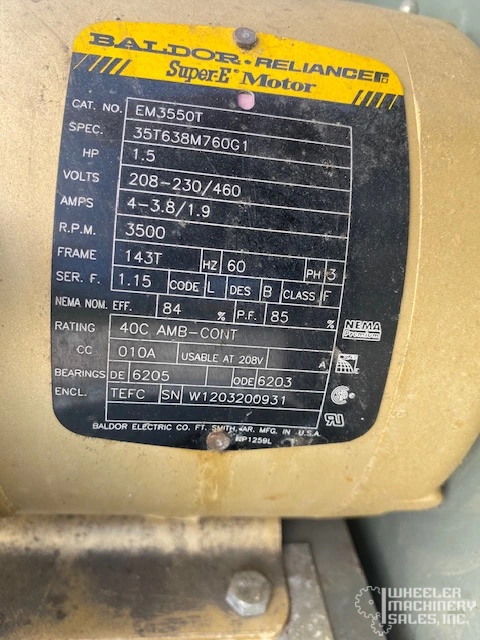 BALDOR • RELIANCER
Super-E® Motor
CAT. NO. EM3550T
SPEC. 35T638M760G1
HP 1.5
VOLTS 208-230/460
AMPS 4-3.8/1.9
R.P.M. 3500
FRAME 143T HZ 60 PH 3
SER. F. 1.15 CODE L DES B CLASS F
NEMA NOM. EFF. 84 % P.F. 85 %
RATING 40C AMB-CONT
NEMA
Premium
CC 010A USABLE AT 208V A
BEARINGS DE 6205 ODE 6203
ENCL. TEFC SN W1203200931
BALDOR ELECTRIC CO. FT. SMITH, AR. MFG. IN U.S.A.
NP1259L
WHEELER
MACHINERY
SALES, INC.